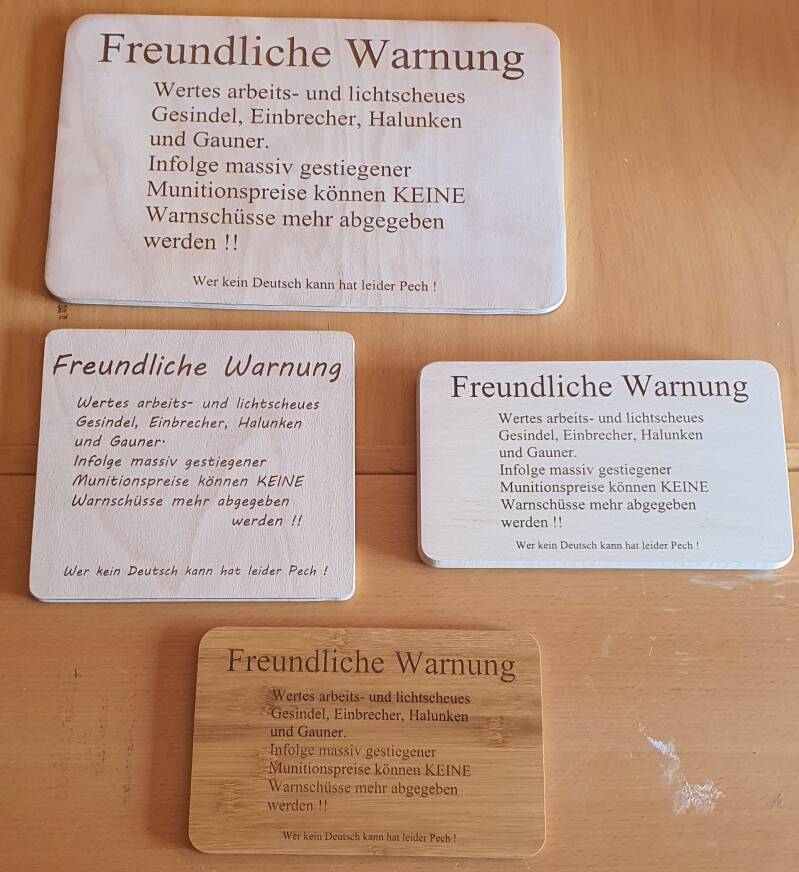 Freundliche Warnung
Wertes arbeits- und lichtscheues
Gesindel, Einbrecher, Halunken
und Gauner.
Infolge massiv gestiegener
Munitionspreise können KEINE
Warnschüsse mehr abgegeben
werden !!
Wer kein Deutsch kann hat leider Pech !
Freundliche Warnung
Wertes arbeits- und lichtscheues
Gesindel, Einbrecher, Halunken
und Gauner.
Infolge massiv gestiegener
Munitionspreise können KEINE
Warnschüsse mehr abgegeben
werden !!
Wer kein Deutsch kann hat leider Pech !
Freundliche Warnung
Wertes arbeits- und lichtscheues
Gesindel, Einbrecher, Halunken
und Gauner.
Infolge massiv gestiegener
Munitionspreise können KEINE
Warnschüsse mehr abgegeben
werden !!
Wer kein Deutsch kann hat leider Pech !
Freundliche Warnung
Wertes arbeits- und lichtscheues
Gesindel, Einbrecher, Halunken
und Gauner.
Infolge massiv gestiegener
Munitionspreise können KEINE
Warnschüsse mehr abgegeben
werden !!
Wer kein Deutsch kann hat leider Pech !